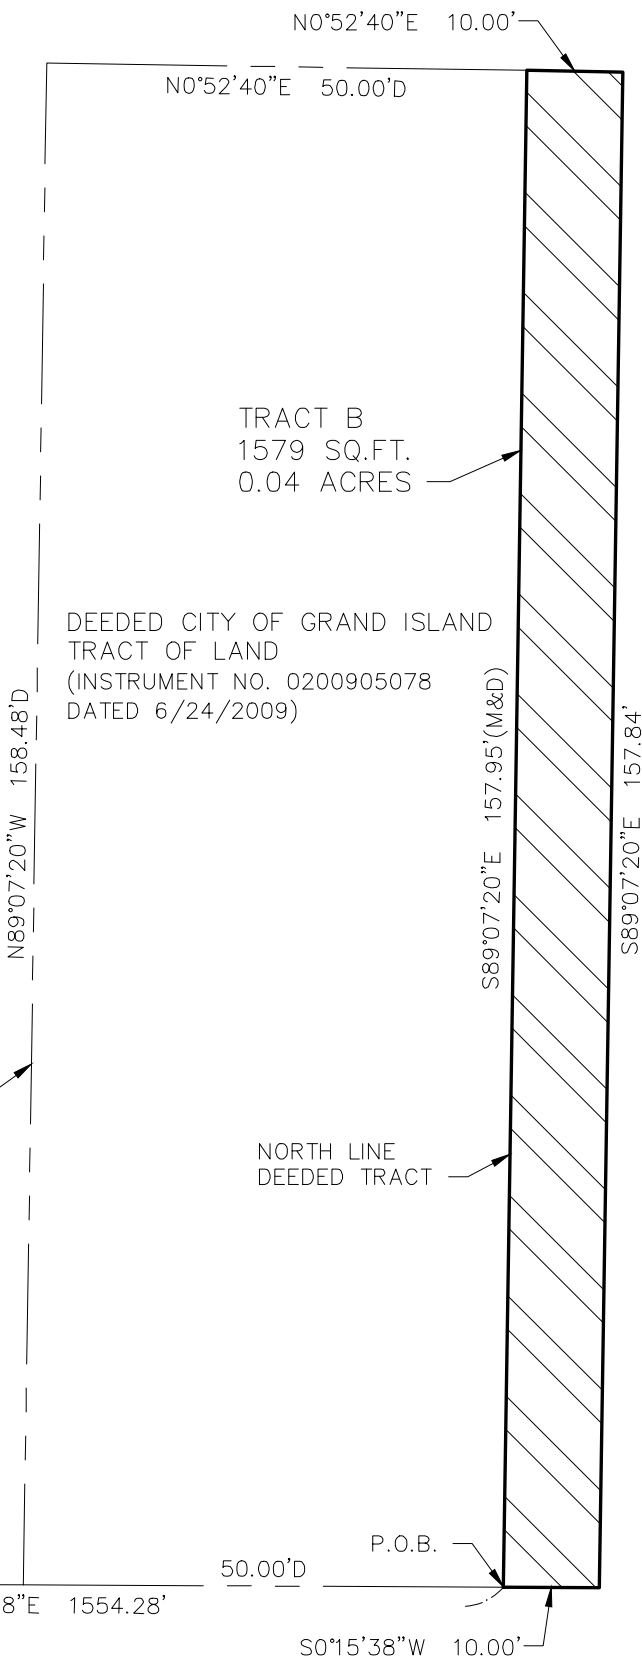 N0°52'40"E 10.00'
N0°52'40"E 50.00'D
TRACT B
1579 SQ.FT.
0.04 ACRES
DEEDED CITY OF GRAND ISLAND
TRACT OF LAND
(INSTRUMENT NO. 0200905078
DATED 6/24/2009)
N89°07'20"W 158.48'D
S89°07'20"E 157.95'(M&D)
S89°07'20"E 157.84'
NORTH LINE
DEEDED TRACT
P.O.B.
50.00'D
8"E 1554.28'
S0°15'38"W 10.00'